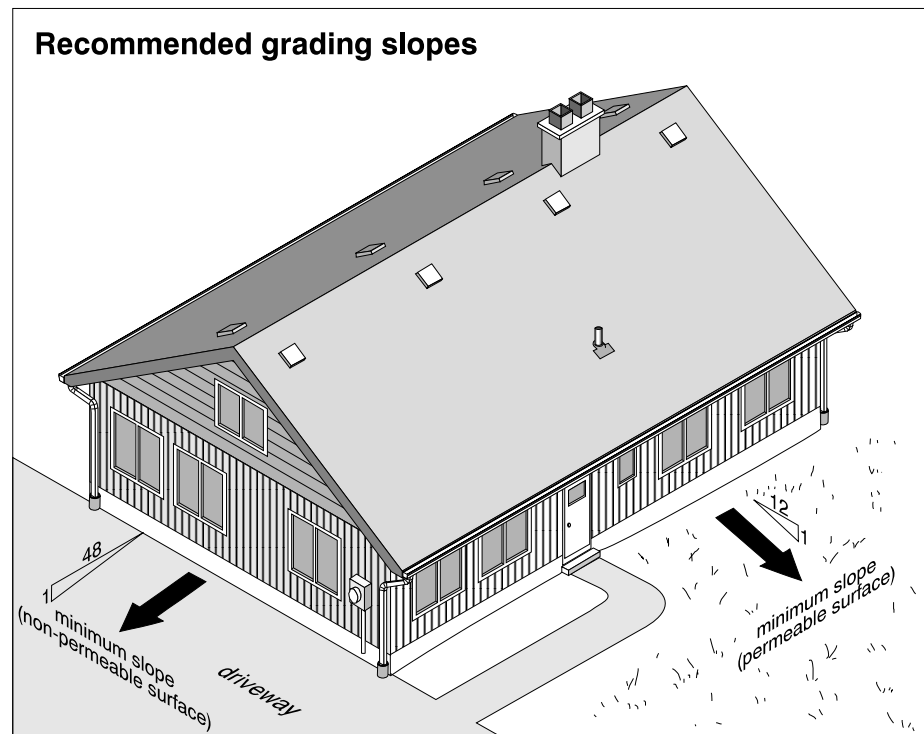 Recommended grading slopes
48
1
minimum slope
(non-permeable surface)
driveway
12
1
minimum slope
(permeable surface)